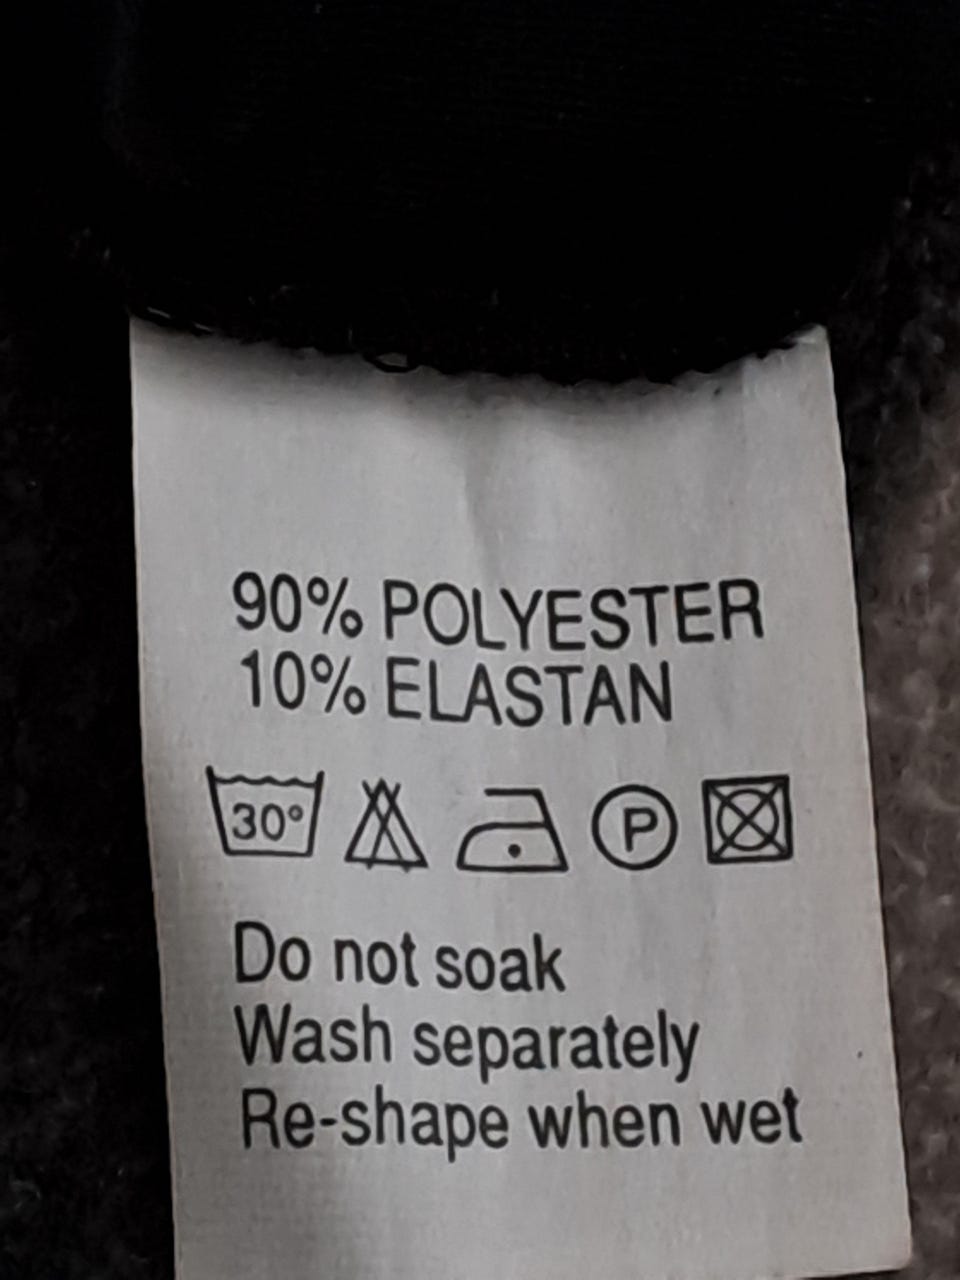 90% POLYESTER
10% ELASTAN
30° P
Do not soak
Wash separately
Re-shape when wet